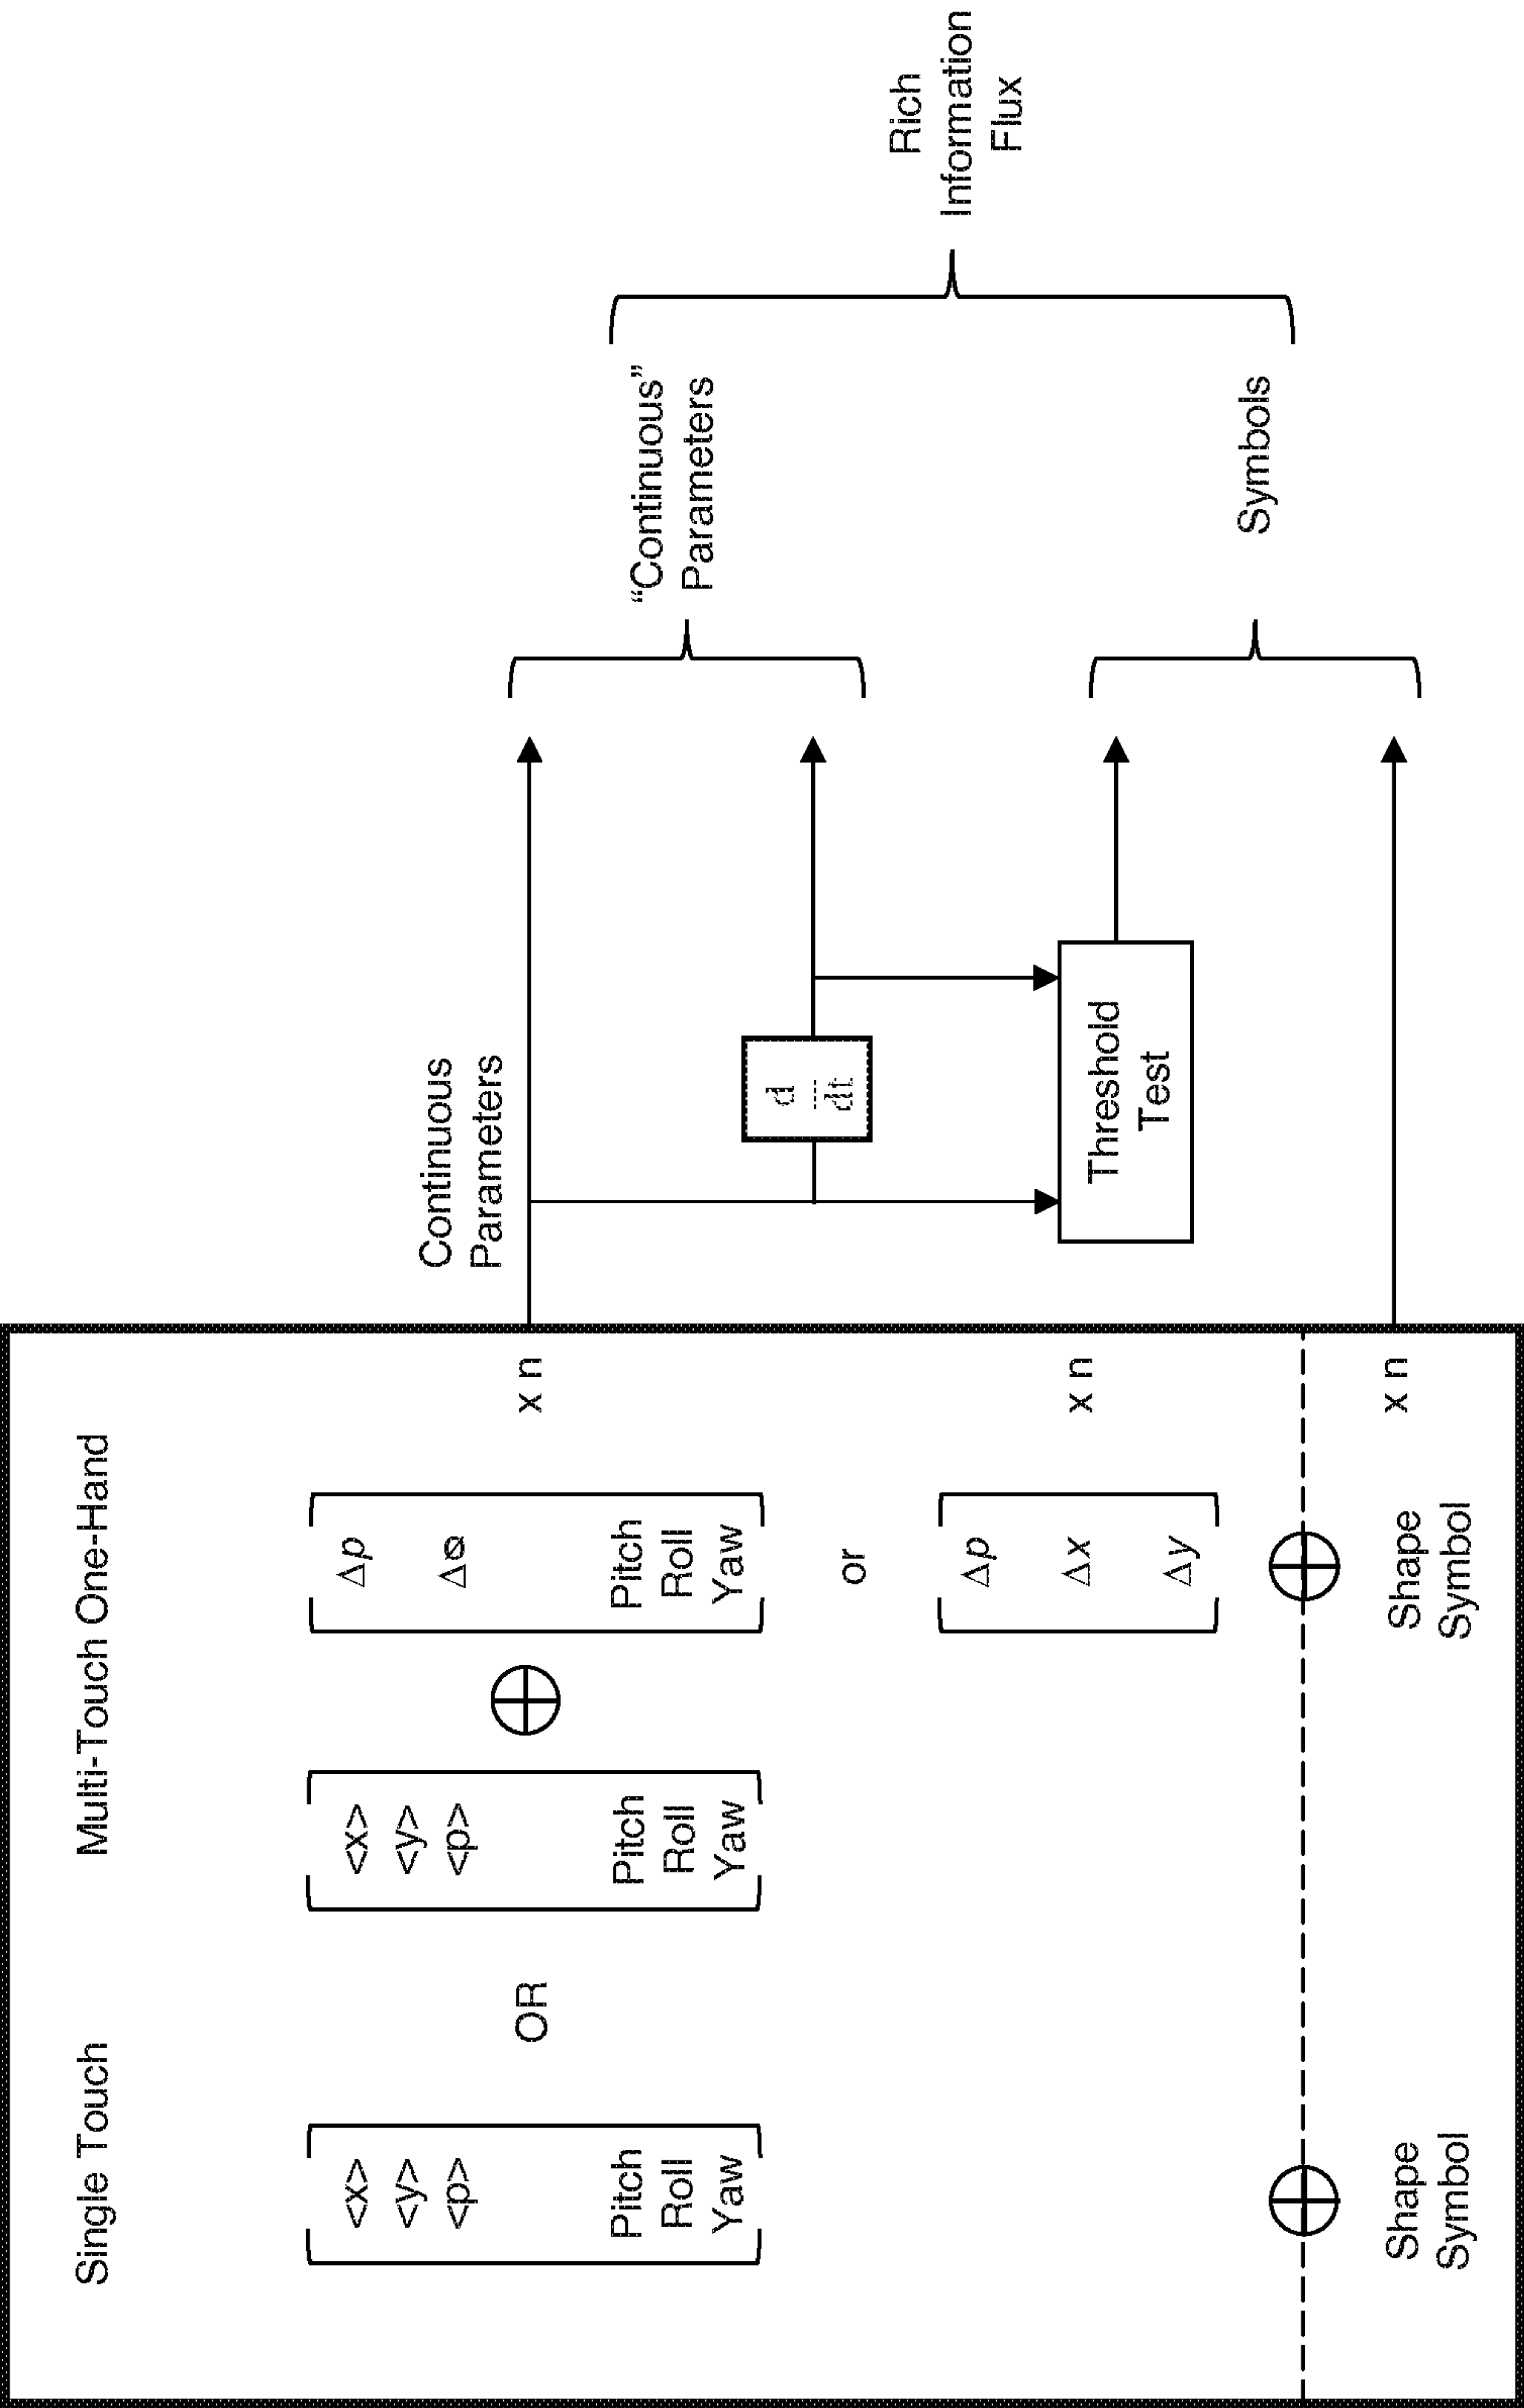 Single Touch
Multi-Touch One-Hand
<x>
<y>
<p>
Pitch
Roll
Yaw
OR
<x>
<y>
<p>
Pitch
Roll
Yaw
Δp
Δø
Pitch
Roll
Yaw
x n
or
Δp
Δx
Δy
x n
Shape
Symbol
Shape
Symbol
x n
Continuous
Parameters
d
dt
Threshold
Test
“Continuous”
Parameters
Symbols
Rich
Information
Flux